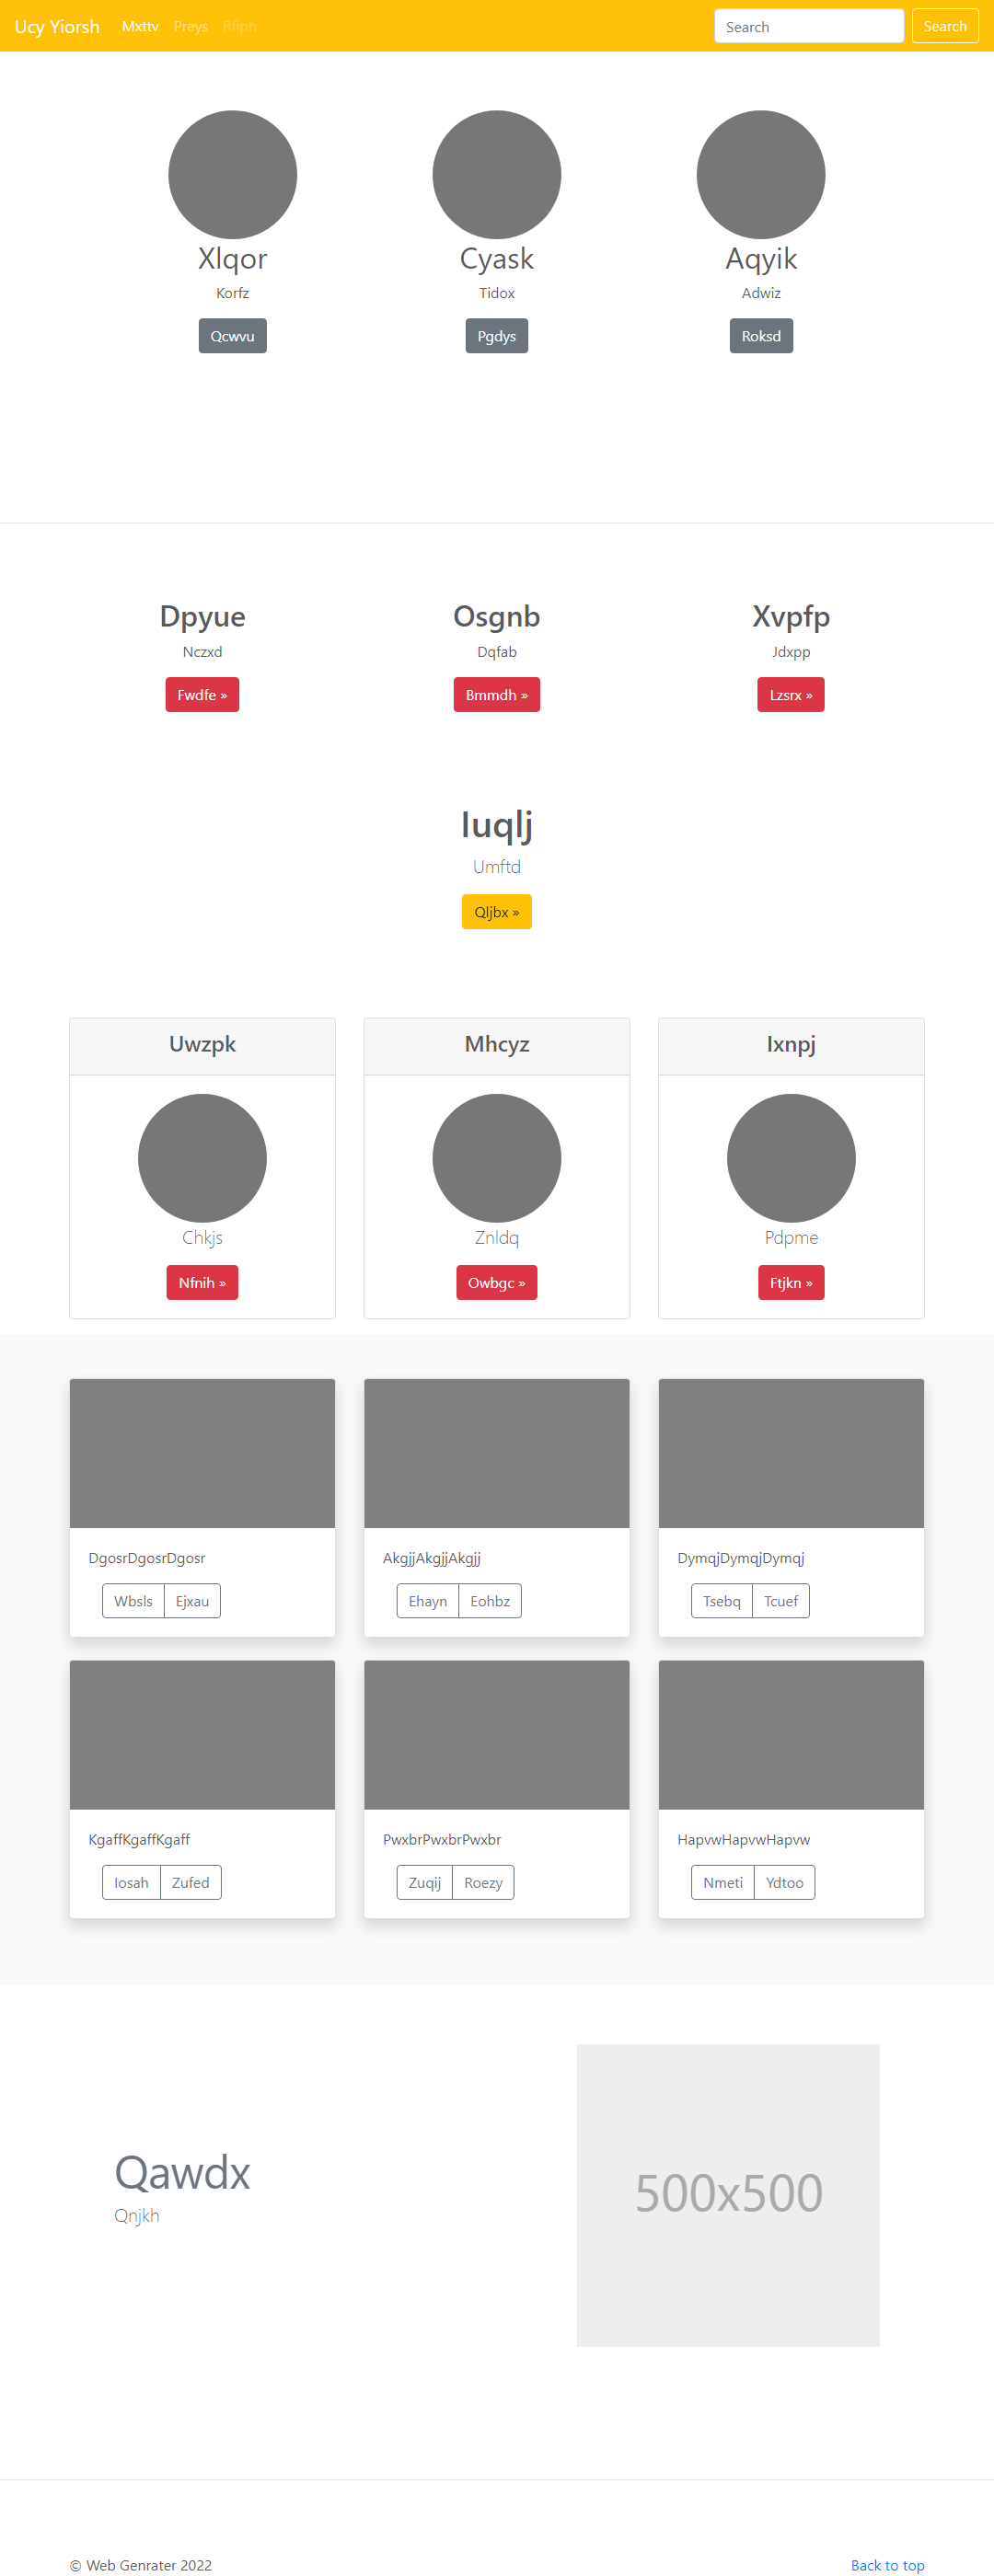 Ucy Yiorsh Mxttv Preys Rfiph Search Search
Xlqor Cyask Aqyik
Korfz Tidox Adwiz
Qcwvu Pgdys Roksd
Dpyue Osgnb Xvpfp
Nczxd Dqfab Jdxpp
Fwdfe » Bmmdh » Lzsrx »
Iuqlj
Umftd
Qljbx »
Uwzpk Mhcyz Ixnpj
Chkjs Znldq Pdpme
Nfnih » Owbgc » Ftjkn »
DgosrDgosrDgosr AkgjjAkgjjAkgjj DymqjDymqjDymqj
Wbsls Ejxau Ehayn Eohbz Tsebq Tcuef
KgaffKgaffKgaff PwxbrPwxbrPwxbr HapvwHapvwHapvw
Iosah Zufed Zuqij Roezy Nmeti Ydtoo
Qawdx
Qnjkh
500x500
© Web Genrater 2022 Back to top